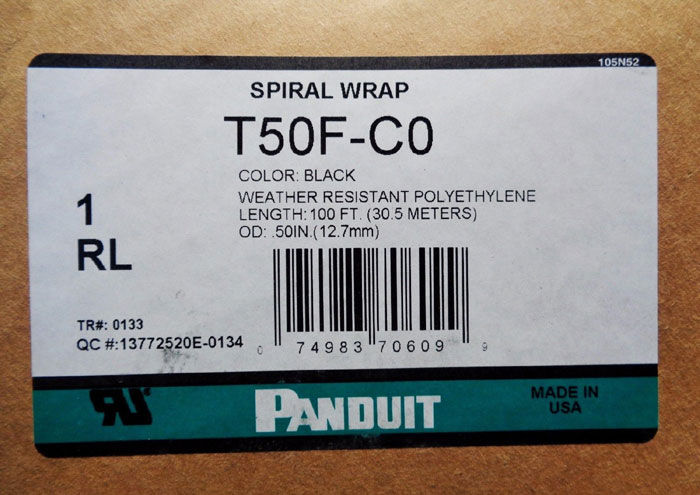 105N52
SPIRAL WRAP
T50F-C0
COLOR: BLACK
WEATHER RESISTANT POLYETHYLENE
LENGTH: 100 FT. (30.5 METERS)
OD: .50IN.(12.7mm)
1
RL
TR#: 0133
QC #:13772520E-0134
0 74983 70609 9
PANDUIT
MADE IN
USA